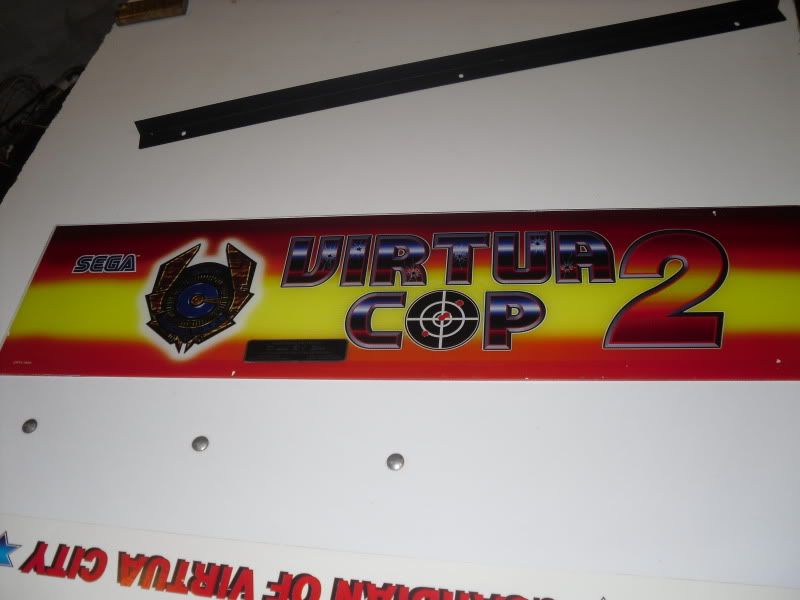 SEGA
VIRTUA
COP 2
GUARDIAN OF VIRTUA CITY